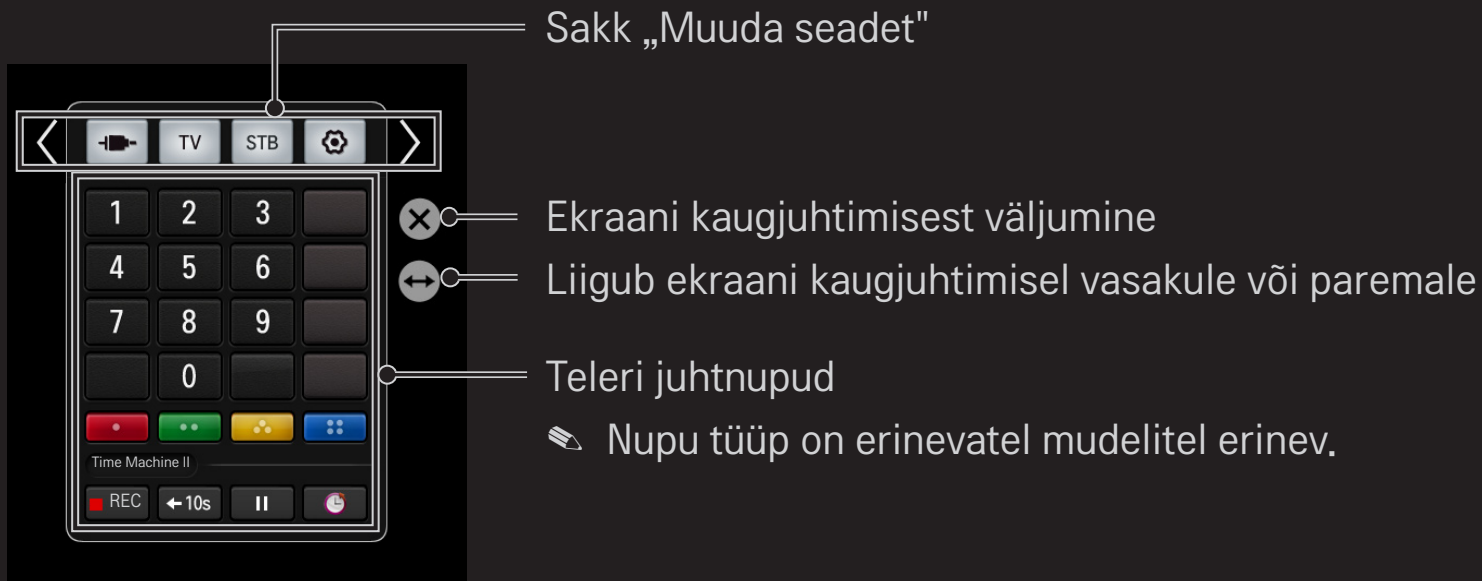 Sakk „Muuda seadet"
TV STB
1 2 3
Ekraani kaugjuhtimisest väljumine
4 5 6
Liigub ekraani kaugjuhtimisel vasakule või paremale
7 8 9
0
Teleri juhtnupud
✎ Nupu tüüp on erinevatel mudelitel erinev.
Time Machine II
REC ←10s